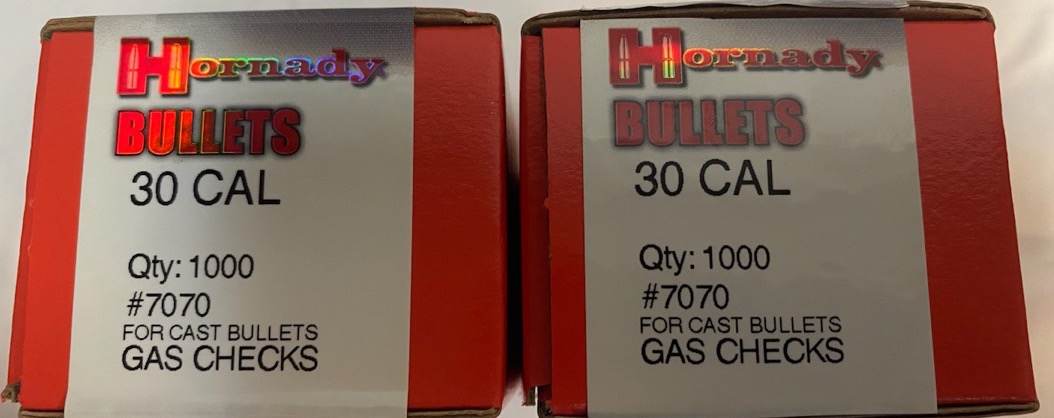 Hornady
BULLETS
30 CAL
Qty: 1000
#7070
FOR CAST BULLETS
GAS CHECKS
Hornady
BULLETS
30 CAL
Qty: 1000
#7070
FOR CAST BULLETS
GAS CHECKS